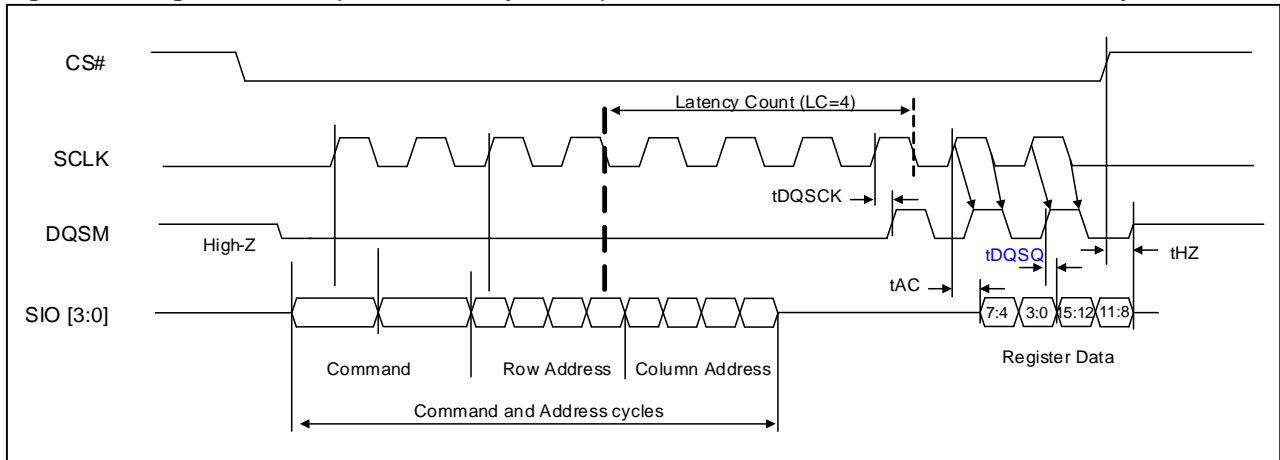 CS#
Latency Count (LC=4)
SCLK
tDQSCK
DQSM
High-Z
tDQSQ
tHZ
tAC
SIO [3:0]
7:4 3:0 15:12 11:8
Register Data
Command Row Address Column Address
Command and Address cycles